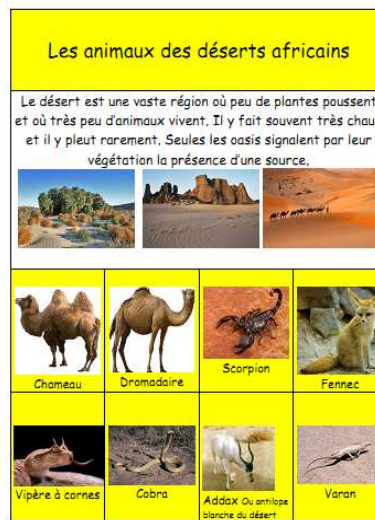 Les animaux des déserts africains
Le désert est une vaste région où peu de plantes poussent
et où très peu d'animaux vivent. Il y fait souvent très chau
et il y pleut rarement. Seules les oasis signalent par leur
végétation la présence d'une source.
Chameau
Dromadaire
Scorpion
Fennec
Vipère à cornes
Cobra
Addax Ou antilope
blanche du désert
Varan